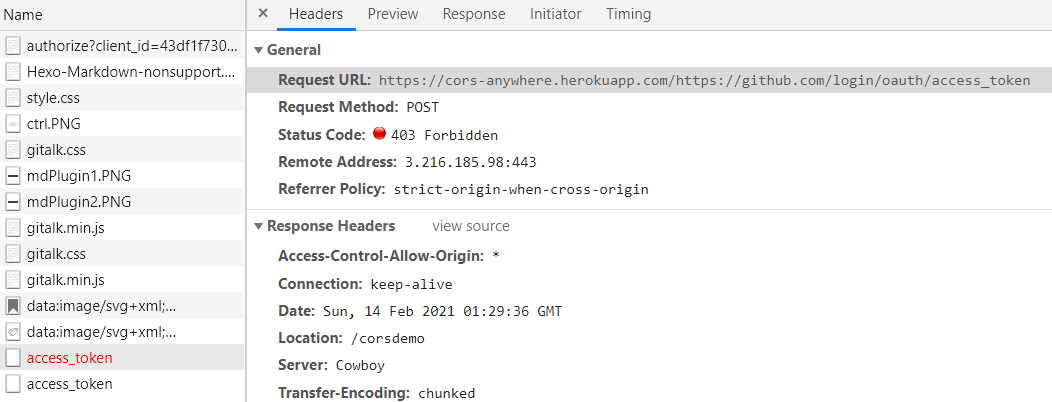 Name
authorize?client_id=43df1f730...
Hexo-Markdown-nonsupport....
style.css
ctrl.PNG
gitalk.css
mdPlugin1.PNG
mdPlugin2.PNG
gitalk.min.js
gitalk.css
gitalk.min.js
data:image/svg+xml;...
data:image/svg+xml;...
access_token
access_token
× Headers Preview Response Initiator Timing
▼ General
Request URL: https://cors-anywhere.herokuapp.com/https://github.com/login/oauth/access_token
Request Method: POST
Status Code: 403 Forbidden
Remote Address: 3.216.185.98:443
Referrer Policy: strict-origin-when-cross-origin
▼ Response Headers view source
Access-Control-Allow-Origin: *
Connection: keep-alive
Date: Sun, 14 Feb 2021 01:29:36 GMT
Location: /corsdemo
Server: Cowboy
Transfer-Encoding: chunked